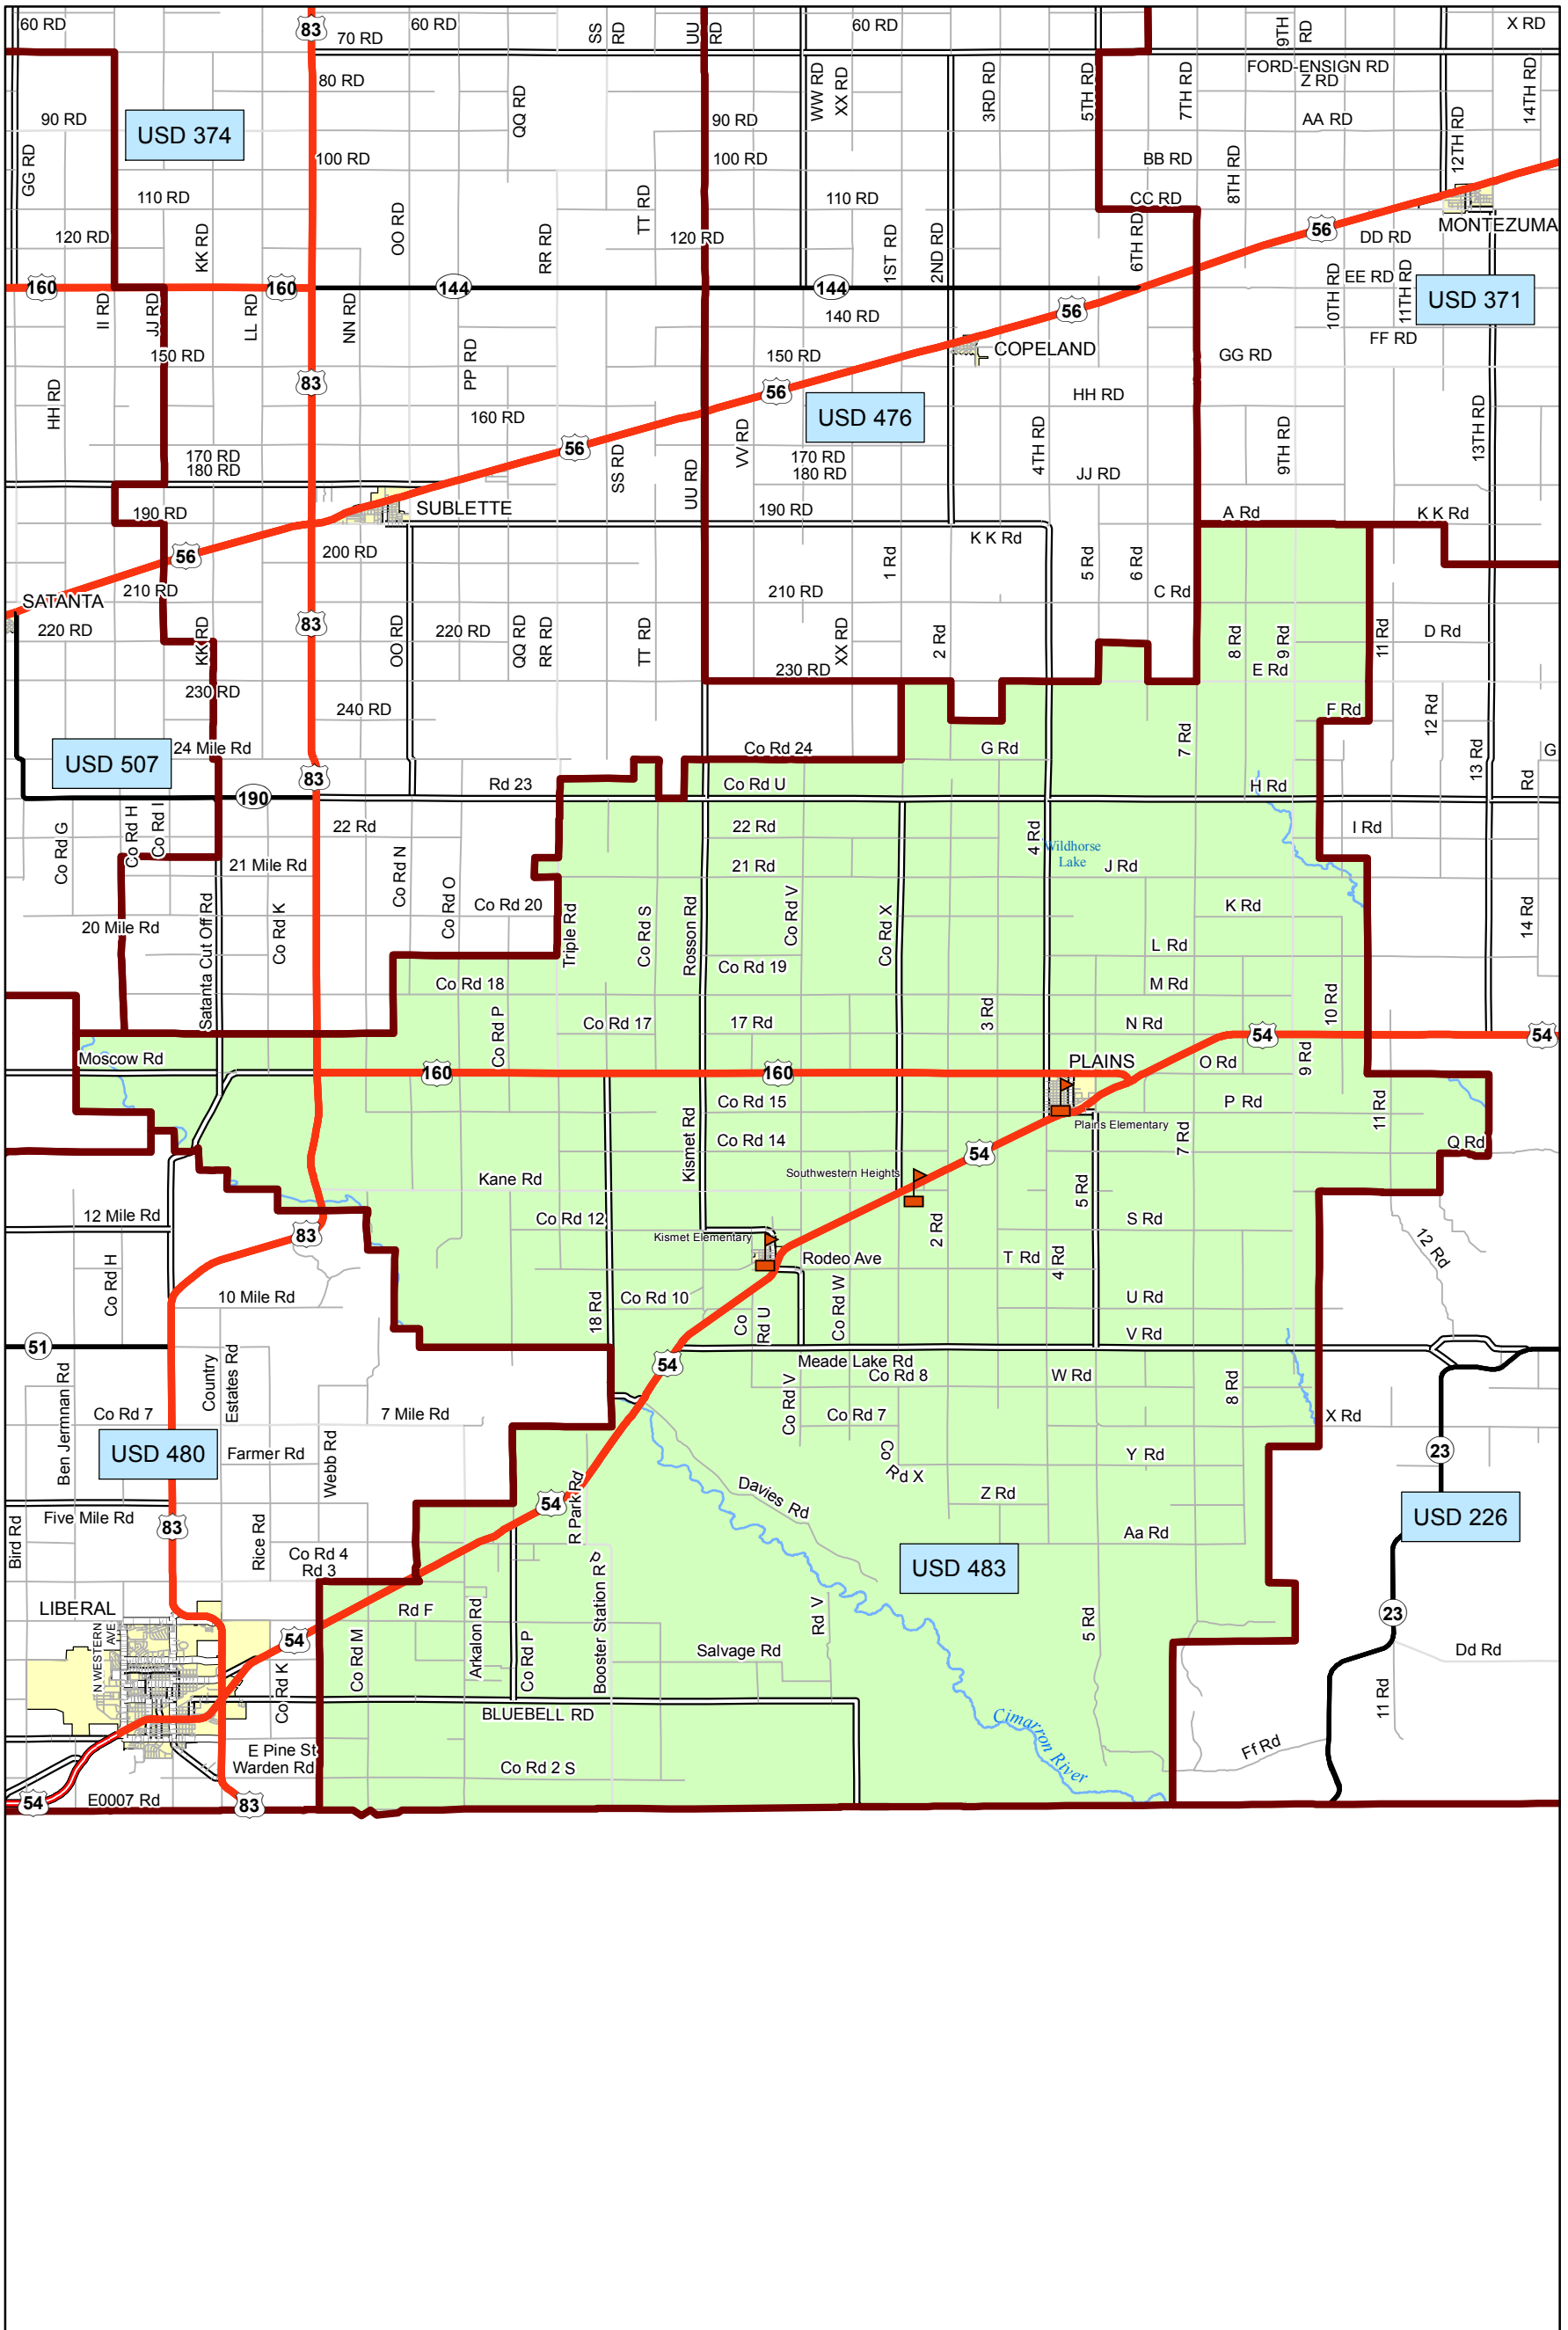 60 RD
83
70 RD
60 RD
SS RD
UU RD
60 RD
9TH RD
X RD
80 RD
FORD-ENSIGN RD
Z RD
GG RD
90 RD
USD 374
QQ RD
90 RD
WW RD
XX RD
3RD RD
5TH RD
7TH RD
AA RD
14TH RD
100 RD
100 RD
BB RD
8TH RD
12TH RD
110 RD
OO RD
TT RD
110 RD
CC RD
56
MONTEZUMA
120 RD
KK RD
RR RD
120 RD
1ST RD
2ND RD
6TH RD
DD RD
160
160
144
144
EE RD
II RD
JJ RD
LL RD
NN RD
140 RD
56
10TH RD
11TH RD
USD 371
150 RD
PP RD
150 RD
COPELAND
GG RD
FF RD
83
HH RD
160 RD
56
USD 476
HH RD
170 RD
180 RD
56
SS RD
UU RD
VV RD
170 RD
180 RD
4TH RD
JJ RD
9TH RD
13TH RD
190 RD
SUBLETTE
190 RD
A Rd
K K Rd
56
200 RD
K K Rd
1 Rd
5 Rd
6 Rd
210 RD
SATANTA
210 RD
C Rd
220 RD
KK RD
83
OO RD
220 RD
QQ RD
RR RD
TT RD
XX RD
2 Rd
8 Rd
9 Rd
11 Rd
D Rd
230 RD
230 RD
E Rd
240 RD
F Rd
12 Rd
USD 507
24 Mile Rd
Co Rd 24
G Rd
7 Rd
13 Rd
G
Rd
83
190
Rd 23
Co Rd U
H Rd
Co Rd G
Co Rd H
Co Rd I
22 Rd
22 Rd
4 Rd
Wildhorse
Lake
I Rd
21 Mile Rd
Co Rd N
Co Rd O
21 Rd
J Rd
20 Mile Rd
Satanta Cut Off Rd
Co Rd K
Co Rd 20
Triple Rd
Co Rd S
Rosson Rd
Co Rd V
Co Rd X
K Rd
14 Rd
L Rd
Co Rd 18
Co Rd 19
M Rd
Co Rd P
Co Rd 17
17 Rd
3 Rd
N Rd
10 Rd
54
54
Moscow Rd
160
160
PLAINS
O Rd
9 Rd
Co Rd 15
P Rd
11 Rd
Plains Elementary
Kismet Rd
Co Rd 14
54
7 Rd
Q Rd
Kane Rd
Southwestern Heights
5 Rd
12 Mile Rd
83
Co Rd 12
Kismet Elementary
2 Rd
S Rd
12 Rd
Co Rd H
Rodeo Ave
T Rd
4 Rd
10 Mile Rd
18 Rd
Co Rd 10
Co Rd U
Co Rd W
U Rd
51
V Rd
54
Meade Lake Rd
Co Rd 8
W Rd
Ben Jermnan Rd
Country Estates Rd
8 Rd
Co Rd 7
7 Mile Rd
Co Rd V
Co Rd 7
X Rd
USD 480
Farmer Rd
Webb Rd
Co Rd X
Y Rd
23
Davies Rd
Z Rd
Bird Rd
Five Mile Rd
83
Rice Rd
54
R Park Rd
Aa Rd
USD 226
Co Rd 4
Rd 3
USD 483
LIBERAL
N WESTERN AVE
Rd F
Arkalon Rd
Booster Station Rd
Rd V
5 Rd
23
54
Co Rd M
Co Rd P
Salvage Rd
Dd Rd
Co Rd K
BLUEBELL RD
Cimarron River
11 Rd
E Pine St
Warden Rd
Co Rd 2 S
Ff Rd
54
E0007 Rd
83